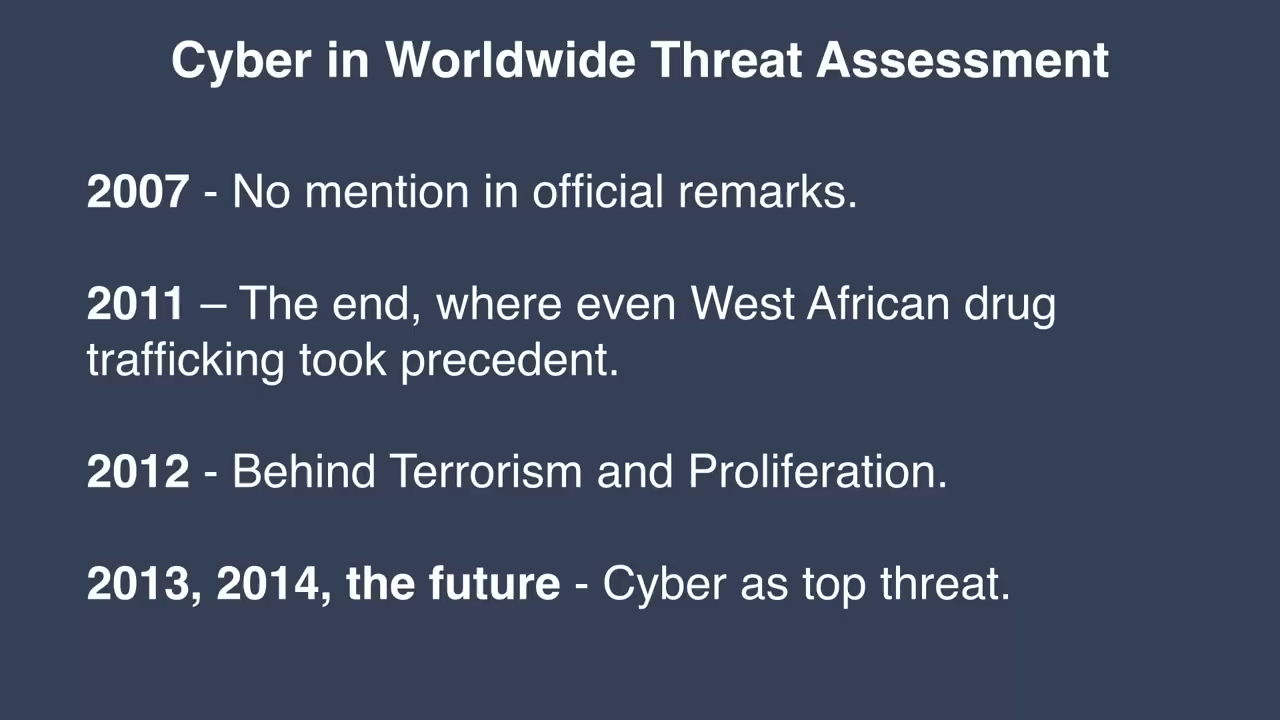 Cyber in Worldwide Threat Assessment
2007 - No mention in official remarks.
2011 – The end, where even West African drug
trafficking took precedent.
2012 - Behind Terrorism and Proliferation.
2013, 2014, the future - Cyber as top threat.